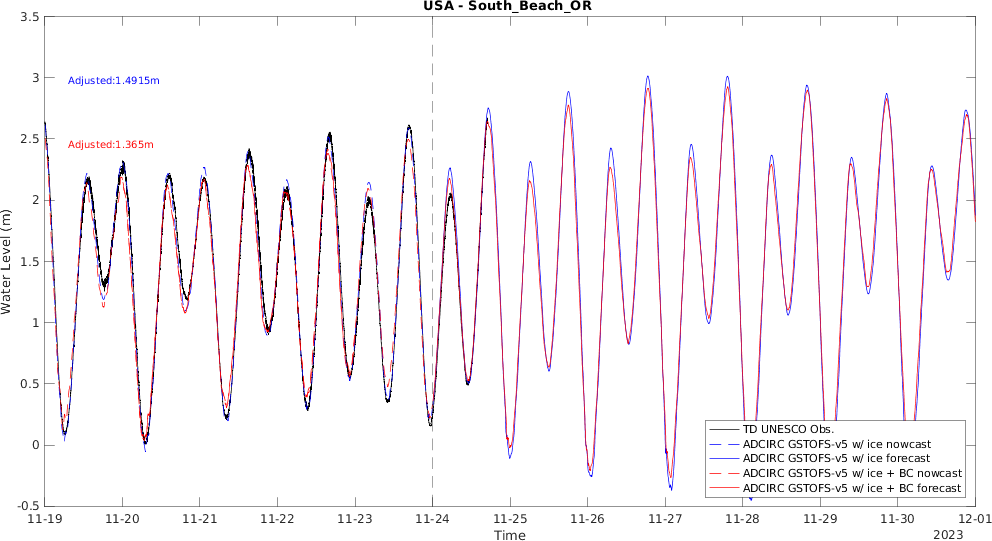 USA - South_Beach_OR
3.5
3
2.5
2
1.5
1
0.5
0
-0.5
Water Level (m)
Adjusted:1.4915m
Adjusted:1.365m
TD UNESCO Obs.
ADCIRC GSTOFS-v5 w/ ice nowcast
ADCIRC GSTOFS-v5 w/ ice forecast
ADCIRC GSTOFS-v5 w/ ice + BC nowcast
ADCIRC GSTOFS-v5 w/ ice + BC forecast
11-19 11-20 11-21 11-22 11-23 11-24 11-25 11-26 11-27 11-28 11-29 11-30 12-01
Time
2023